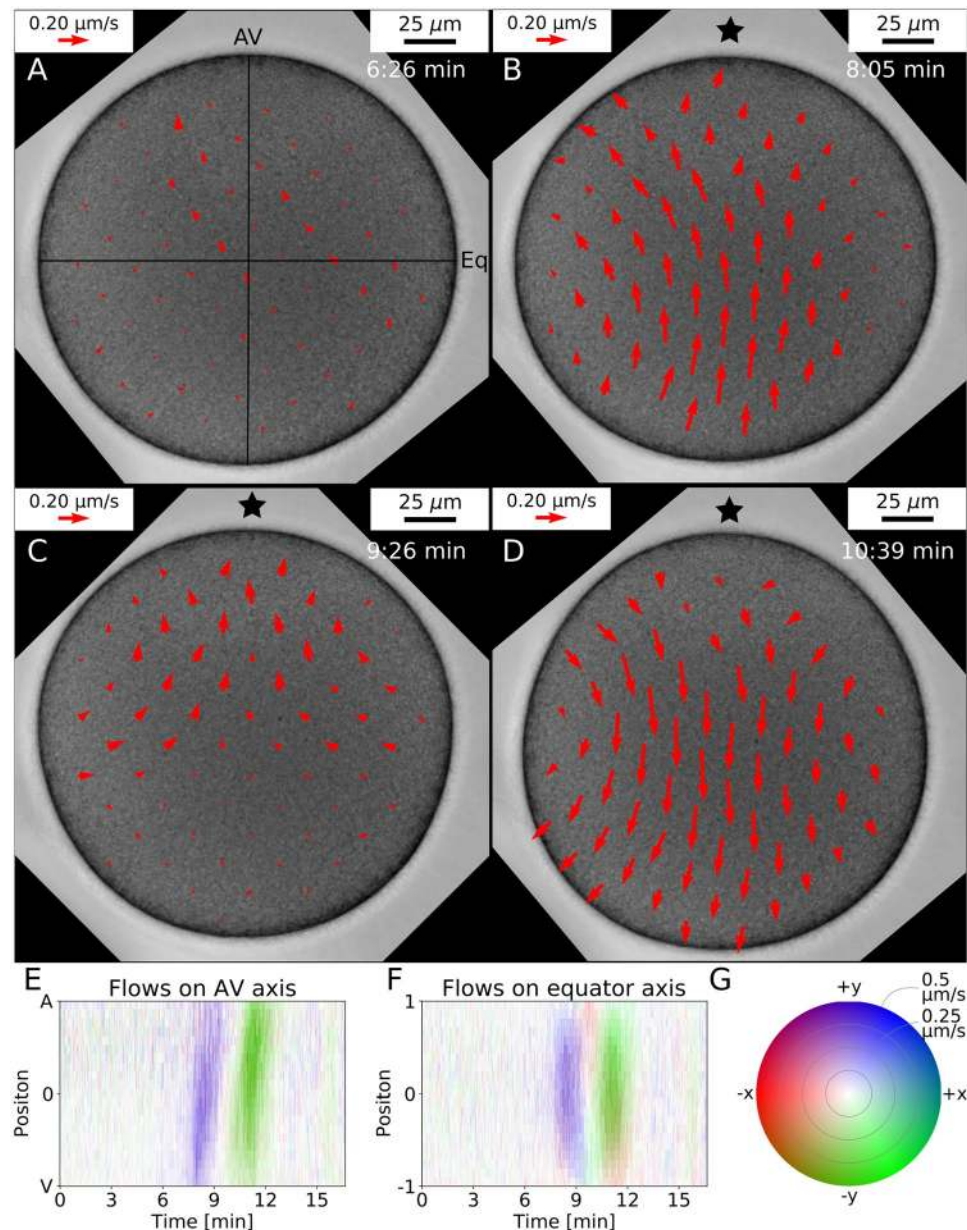 0.20 μm/s
25 μm
A
AV
6:26 min
Eq
0.20 μm/s
25 μm
B
8:05 min
0.20 μm/s
25 μm
C
9:26 min
0.20 μm/s
25 μm
D
10:39 min
E
Flows on AV axis
A
0
V
Positon
0 3 6 9 12 15
Time [min]
F
Flows on equator axis
1
0
-1
Positon
0 3 6 9 12 15
Time [min]
G
+y
0.5
μm/s
0.25
μm/s
-x
+x
-y